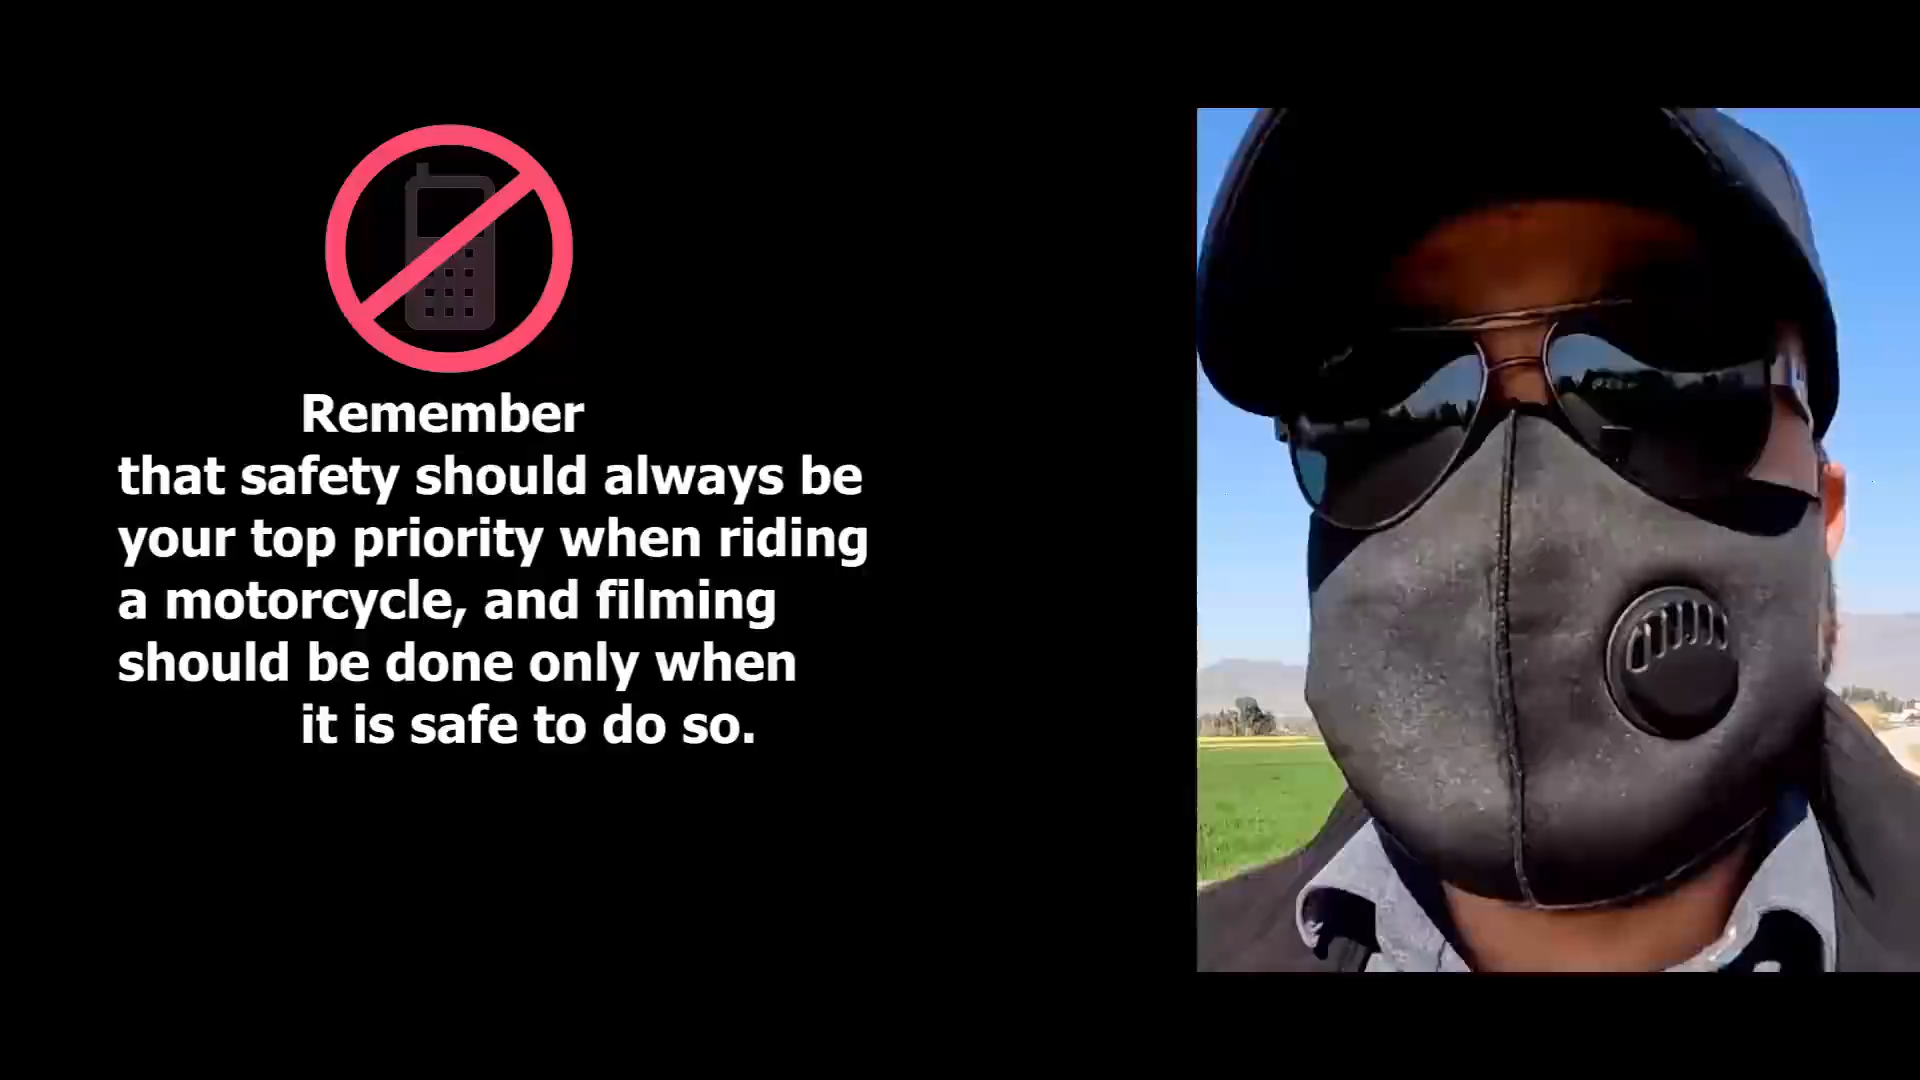 Remember
that safety should always be
your top priority when riding
a motorcycle, and filming
should be done only when
it is safe to do so.